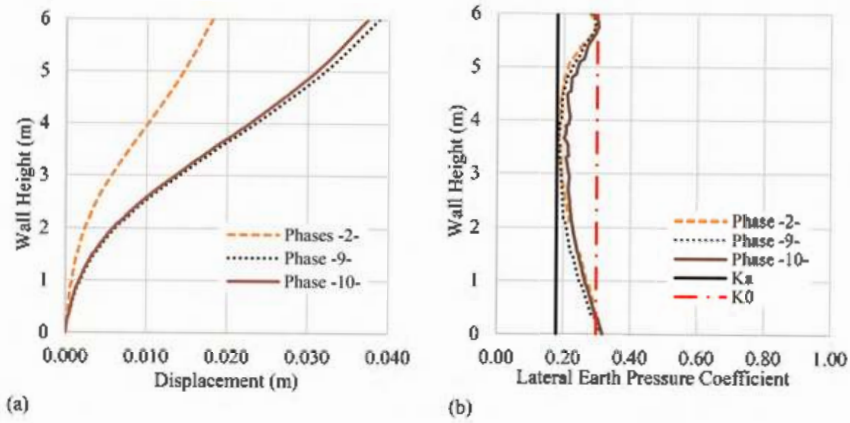 6
5
4
3
2
1
0
Wall Height (m)
Phases -2-
Phase -9-
Phase -10-
0.000 0.010 0.020 0.030 0.040
Displacement (m)
(a)
6
5
4
3
2
1
0
Wall Height (m)
Phase -2-
Phase -9-
Phase -10-
Ka
K0
0.00 0.20 0.40 0.60 0.80 1.00
Lateral Earth Pressure Coefficient
(b)